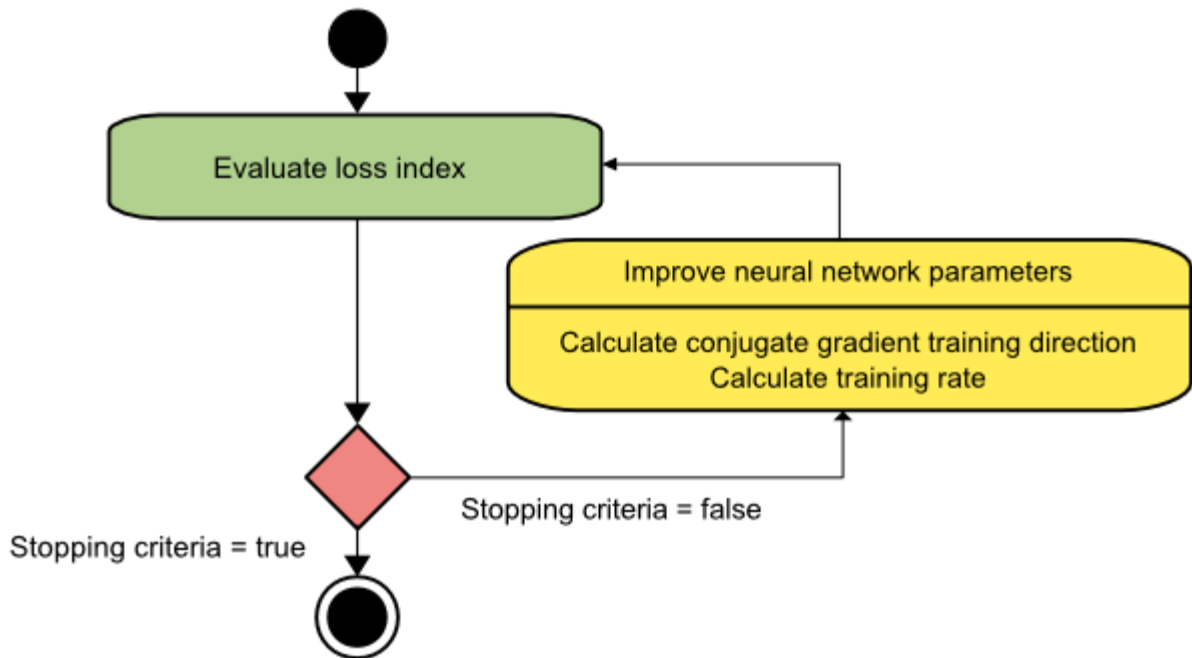 Evaluate loss index
Improve neural network parameters
Calculate conjugate gradient training direction
Calculate training rate
Stopping criteria = false
Stopping criteria = true